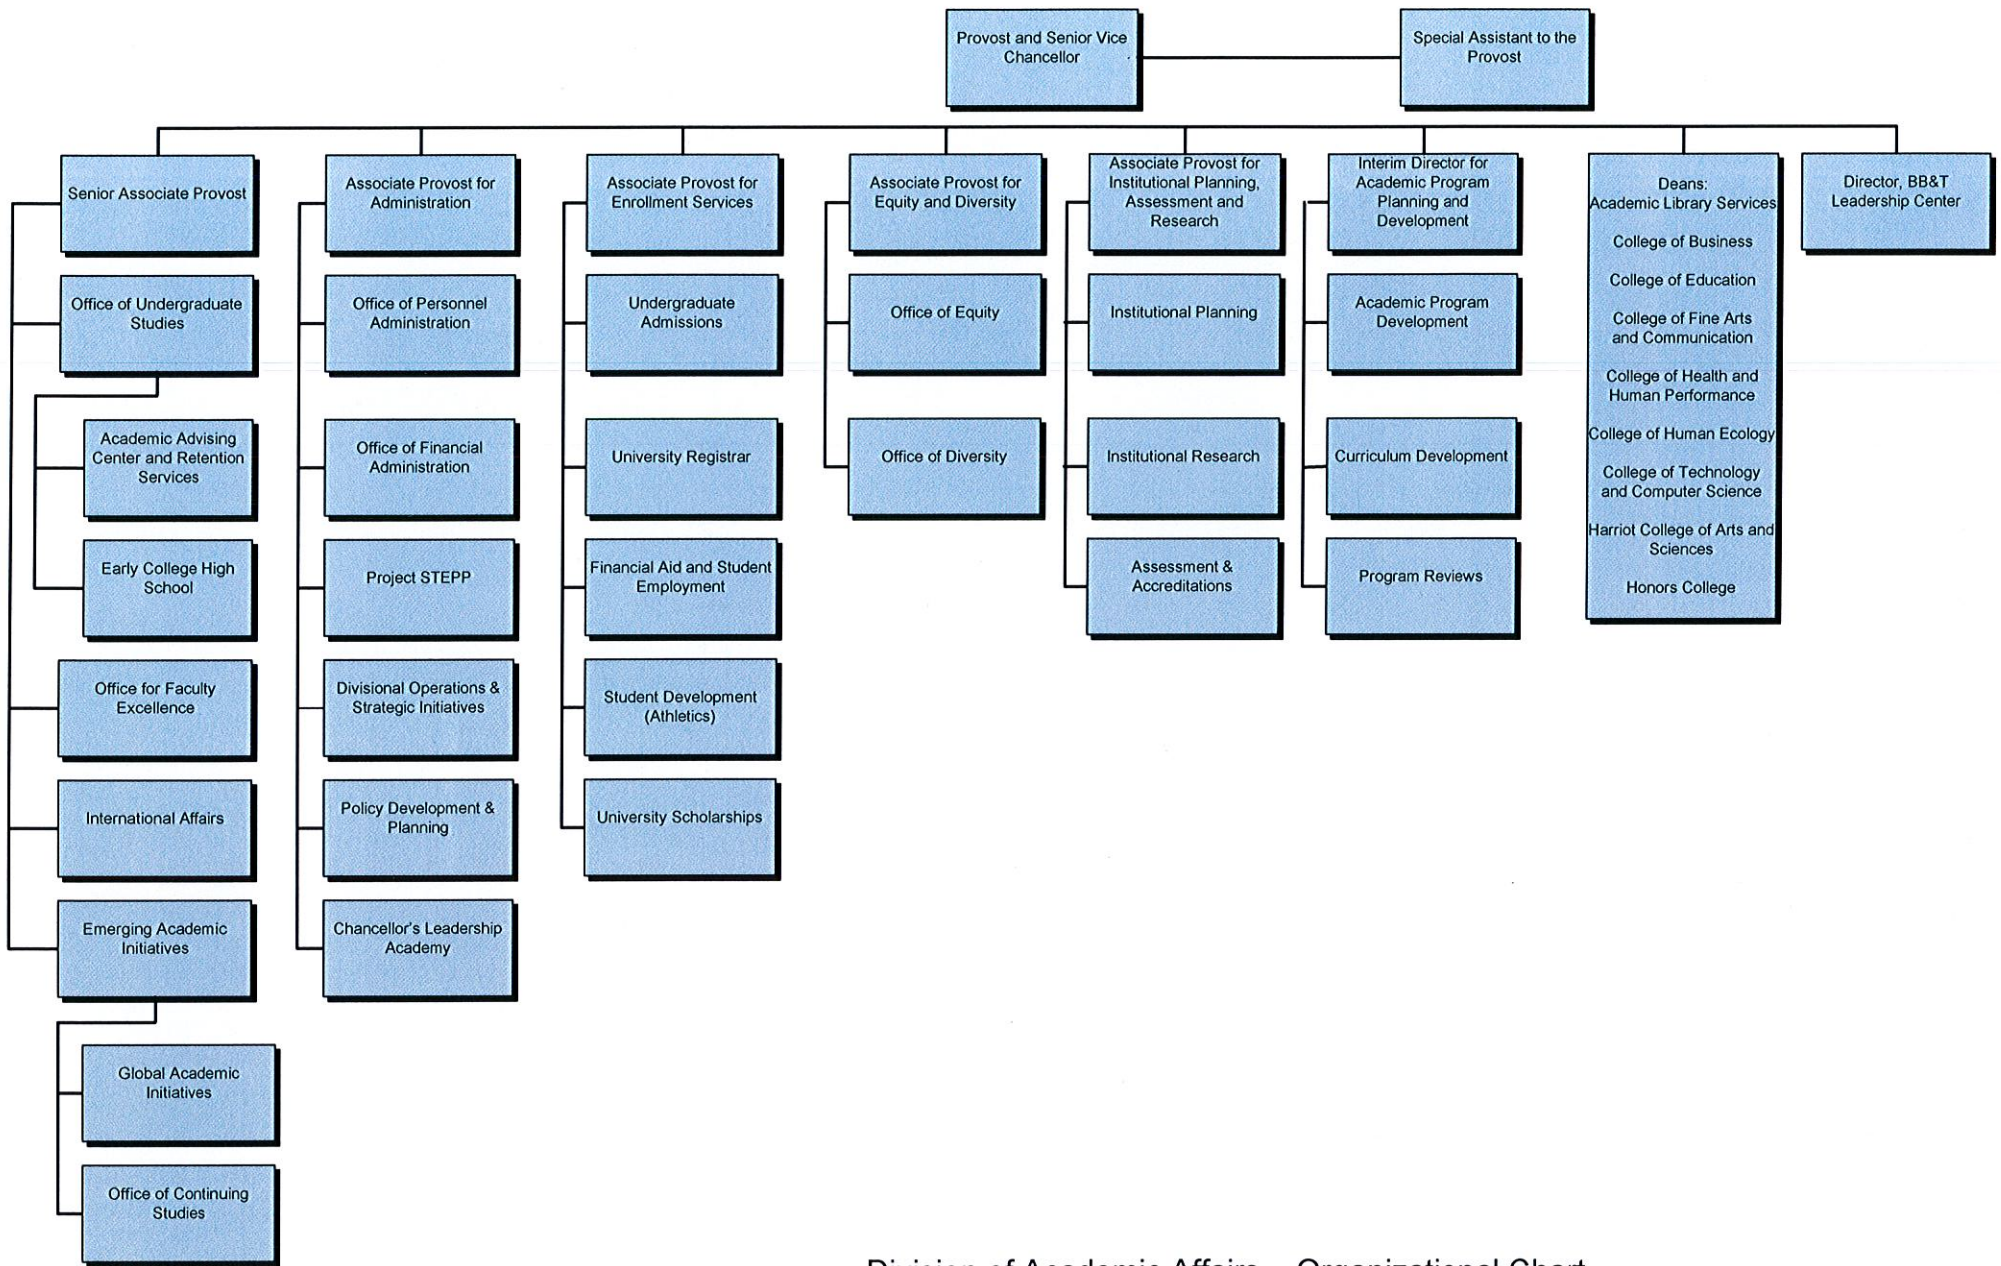 Provost and Senior Vice
Chancellor
Special Assistant to the
Provost
Senior Associate Provost
Office of Undergraduate
Studies
Academic Advising
Center and Retention
Services
Early College High
School
Office for Faculty
Excellence
International Affairs
Emerging Academic
Initiatives
Global Academic
Initiatives
Office of Continuing
Studies
Associate Provost for
Administration
Office of Personnel
Administration
Office of Financial
Administration
Project STEPP
Divisional Operations &
Strategic Initiatives
Policy Development &
Planning
Chancellor's Leadership
Academy
Associate Provost for
Enrollment Services
Undergraduate
Admissions
University Registrar
Financial Aid and Student
Employment
Student Development
(Athletics)
University Scholarships
Associate Provost for
Equity and Diversity
Office of Equity
Office of Diversity
Associate Provost for
Institutional Planning,
Assessment and
Research
Institutional Planning
Institutional Research
Assessment &
Accreditations
Interim Director for
Academic Program
Planning and
Development
Academic Program
Development
Curriculum Development
Program Reviews
Deans:
Academic Library Services
College of Business
College of Education
College of Fine Arts
and Communication
College of Health and
Human Performance
College of Human Ecology
College of Technology
and Computer Science
Harriot College of Arts and
Sciences
Honors College
Director, BB&T
Leadership Center
Division of Academic Affairs – Organizational Chart